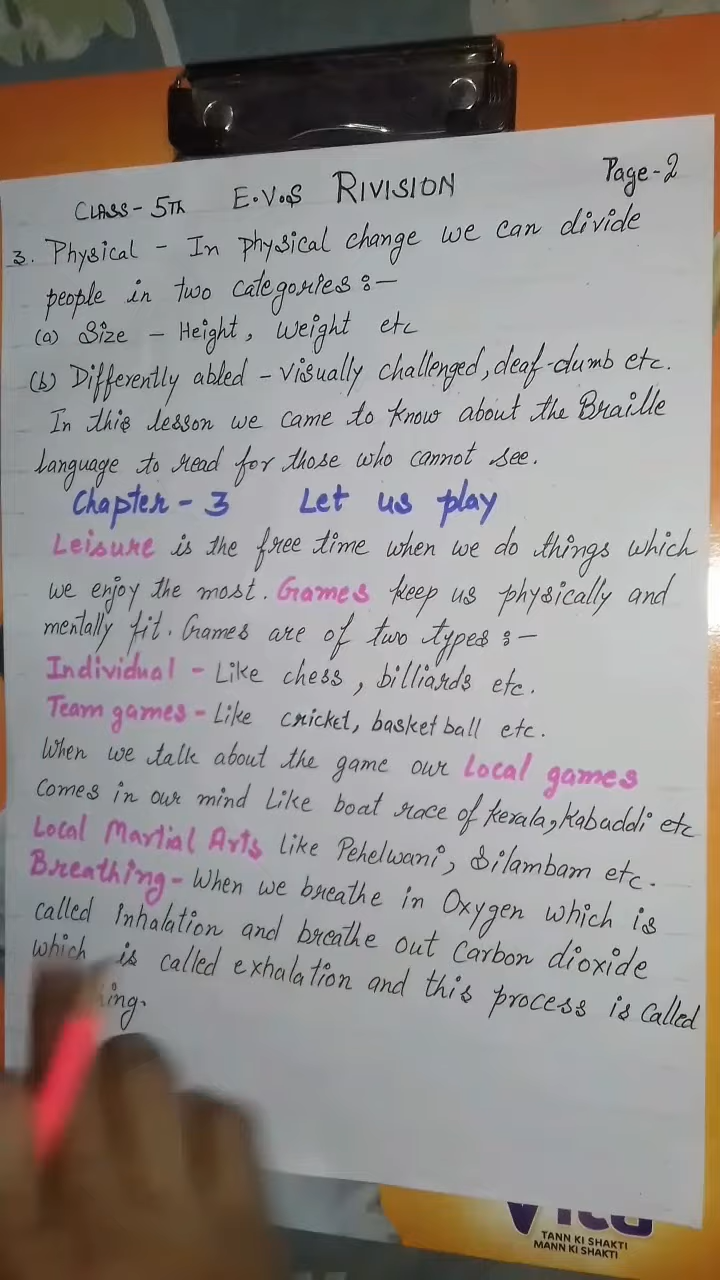 CLASS- 5TH E.V.S RIVISION Page-2
3. Physical - In physical change we can divide
people in two categories :-
(a) Size - Height, Weight etc
(b) Differently abled - visually challenged, deaf-dumb etc.
In this lesson we came to know about the Braille
language to read for those who cannot see.
Chapter - 3 Let us play
Leisure is the free time when we do things which
we enjoy the most. Games keep us physically and
mentally fit. Games are of two types :-
Individual - Like chess, billiards etc.
Team games - Like cricket, basket ball etc.
When we talk about the game our Local games
comes in our mind Like boat race of kerala, Kabaddi etc
Local Martial Arts like Pehelwani, Silambam etc.
Breathing - When we breathe in Oxygen which is
called Inhalation and breathe out Carbon dioxide
which is called exhalation and this process is called
TANN KI SHAKTI
MANN KI SHAKTI